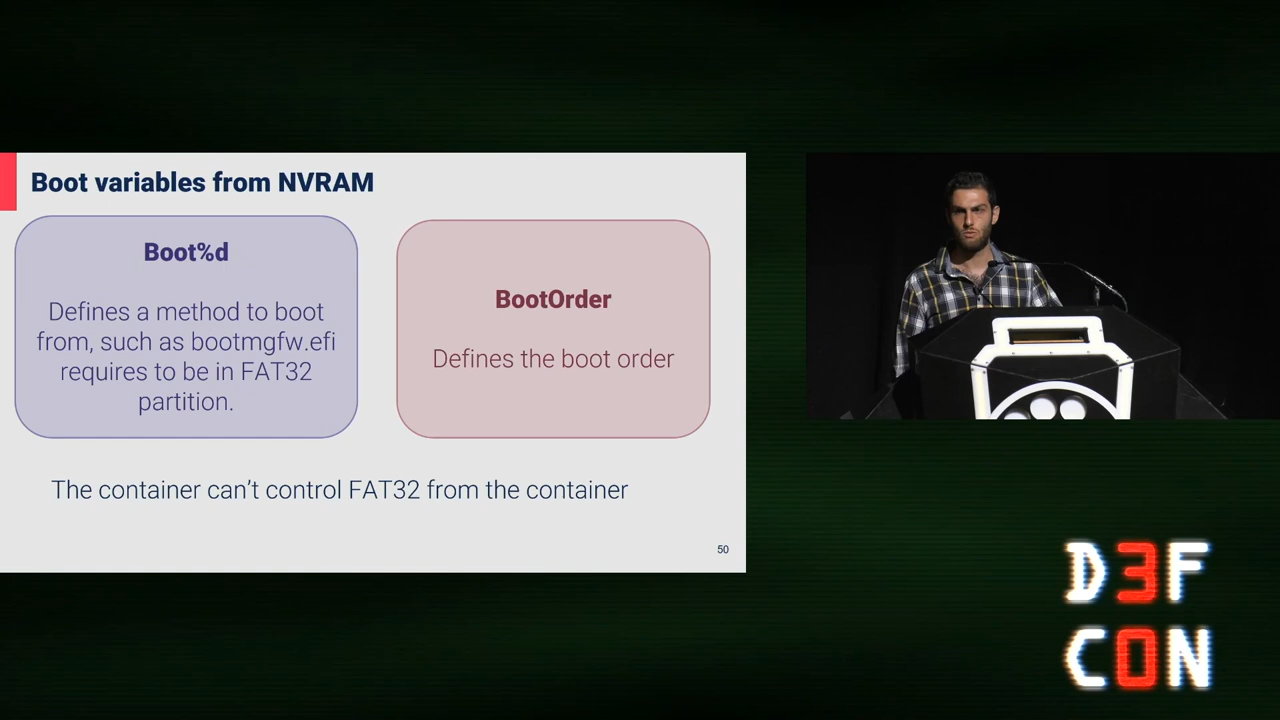 Boot variables from NVRAM
Boot%d
Defines a method to boot
from, such as bootmgfw.efi
requires to be in FAT32
partition.
BootOrder
Defines the boot order
The container can't control FAT32 from the container
50
D3F
C0N